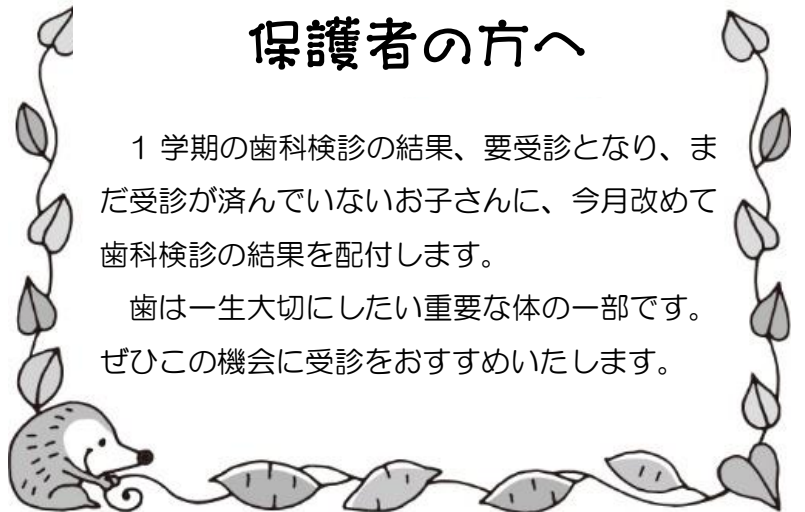 保護者の方へ
　1 学期の歯科検診の結果、要受診となり、ま
だ受診が済んでいないお子さんに、今月改めて
歯科検診の結果を配付します。
　歯は一生大切にしたい重要な体の一部です。
ぜひこの機会に受診をおすすめいたします。